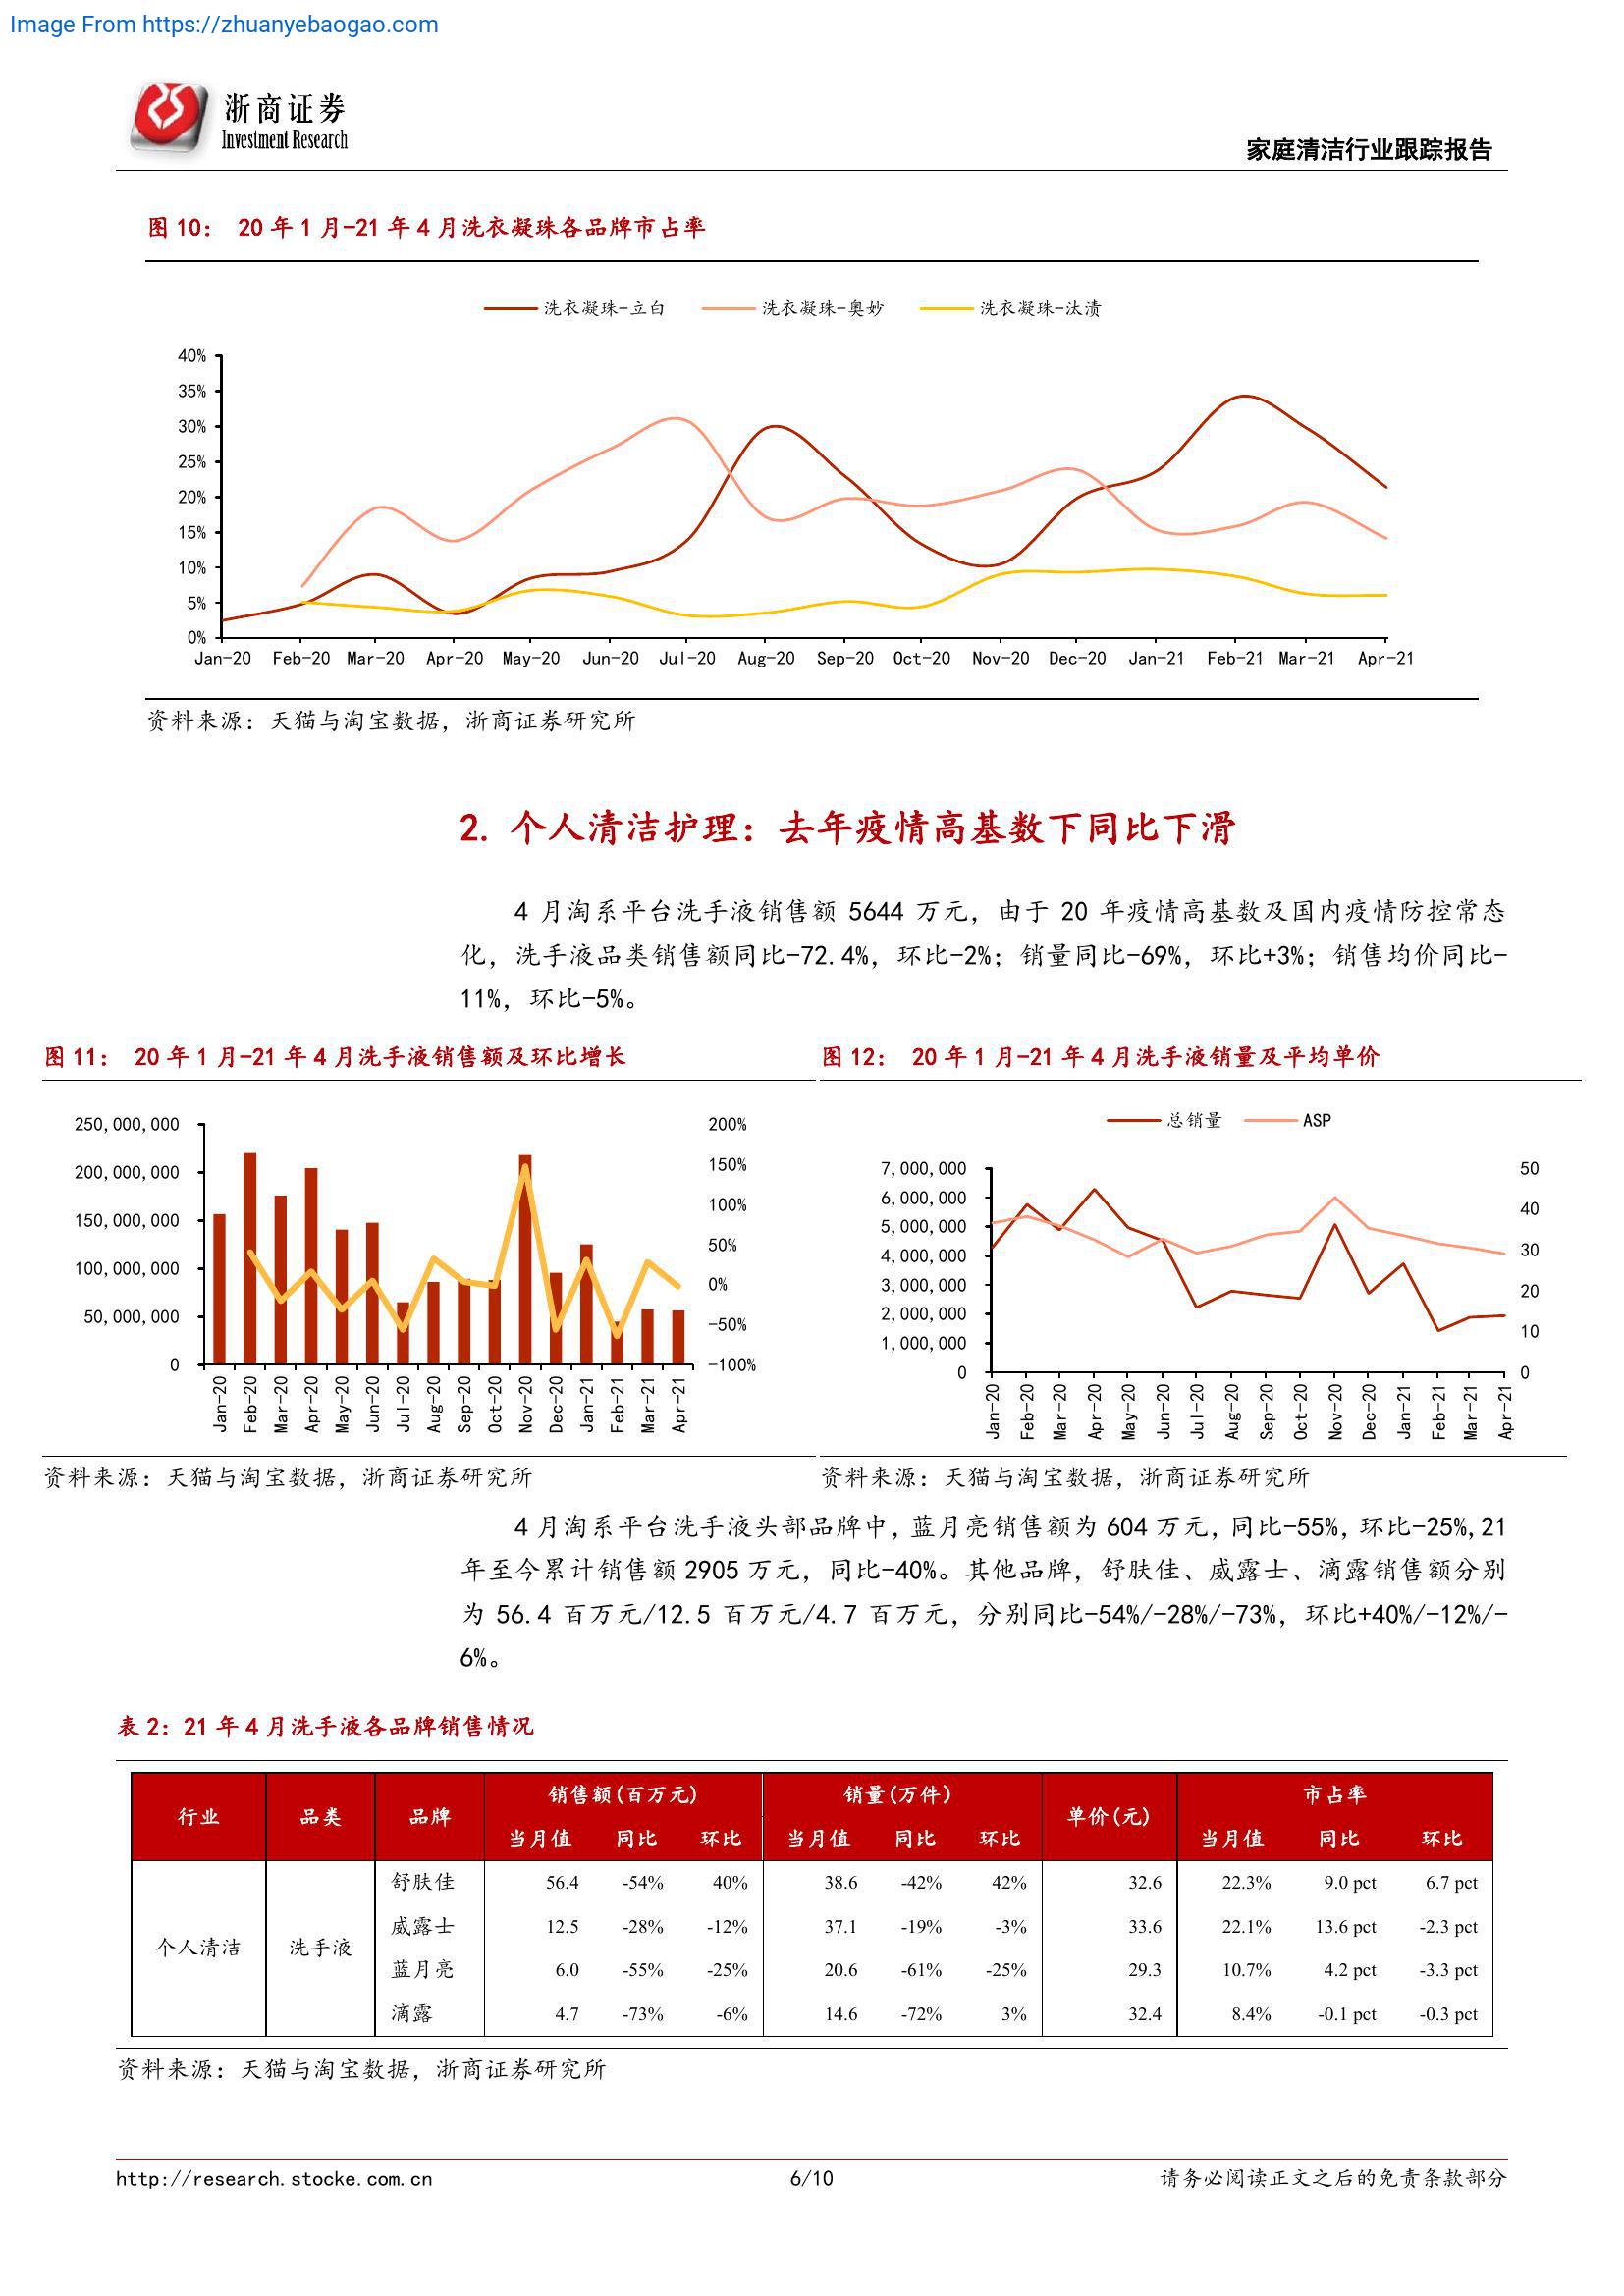 Image From https://zhuanyebaogao.com
浙商证券
Investment Research
家庭清洁行业跟踪报告
图 10： 20 年 1 月-21 年 4 月洗衣凝珠各品牌市占率
洗衣凝珠-立白 洗衣凝珠-奥妙 洗衣凝珠-汰渍
40%
35%
30%
25%
20%
15%
10%
5%
0%
Jan-20 Feb-20 Mar-20 Apr-20 May-20 Jun-20 Jul-20 Aug-20 Sep-20 Oct-20 Nov-20 Dec-20 Jan-21 Feb-21 Mar-21 Apr-21
资料来源：天猫与淘宝数据，浙商证券研究所
2. 个人清洁护理：去年疫情高基数下同比下滑
4 月淘系平台洗手液销售额 5644 万元，由于 20 年疫情高基数及国内疫情防控常态
化，洗手液品类销售额同比-72.4%，环比-2%；销量同比-69%，环比+3%；销售均价同比-
11%，环比-5%。
图 11： 20 年 1 月-21 年 4 月洗手液销售额及环比增长
250,000,000
200,000,000
150,000,000
100,000,000
50,000,000
0
200%
150%
100%
50%
0%
-50%
-100%
Jan-20 Feb-20 Mar-20 Apr-20 May-20 Jun-20 Jul-20 Aug-20 Sep-20 Oct-20 Nov-20 Dec-20 Jan-21 Feb-21 Mar-21 Apr-21
资料来源：天猫与淘宝数据，浙商证券研究所
图 12： 20 年 1 月-21 年 4 月洗手液销量及平均单价
总销量 ASP
7,000,000
6,000,000
5,000,000
4,000,000
3,000,000
2,000,000
1,000,000
0
50
40
30
20
10
0
Jan-20 Feb-20 Mar-20 Apr-20 May-20 Jun-20 Jul-20 Aug-20 Sep-20 Oct-20 Nov-20 Dec-20 Jan-21 Feb-21 Mar-21 Apr-21
资料来源：天猫与淘宝数据，浙商证券研究所
4 月淘系平台洗手液头部品牌中，蓝月亮销售额为 604 万元，同比-55%，环比-25%，21
年至今累计销售额 2905 万元，同比-40%。其他品牌，舒肤佳、威露士、滴露销售额分别
为 56.4 百万元/12.5 百万元/4.7 百万元，分别同比-54%/-28%/-73%，环比+40%/-12%/-
6%。
表 2：21 年 4 月洗手液各品牌销售情况
行业 品类 品牌 销售额(百万元) 销量(万件) 单价(元) 市占率
当月值 同比 环比 当月值 同比 环比 当月值 同比 环比
个人清洁 洗手液
舒肤佳 56.4 -54% 40% 38.6 -42% 42% 32.6 22.3% 9.0 pct 6.7 pct
威露士 12.5 -28% -12% 37.1 -19% -3% 33.6 22.1% 13.6 pct -2.3 pct
蓝月亮 6.0 -55% -25% 20.6 -61% -25% 29.3 10.7% 4.2 pct -3.3 pct
滴露 4.7 -73% -6% 14.6 -72% 3% 32.4 8.4% -0.1 pct -0.3 pct
资料来源：天猫与淘宝数据，浙商证券研究所
http://research.stocke.com.cn 6/10 请务必阅读正文之后的免责条款部分